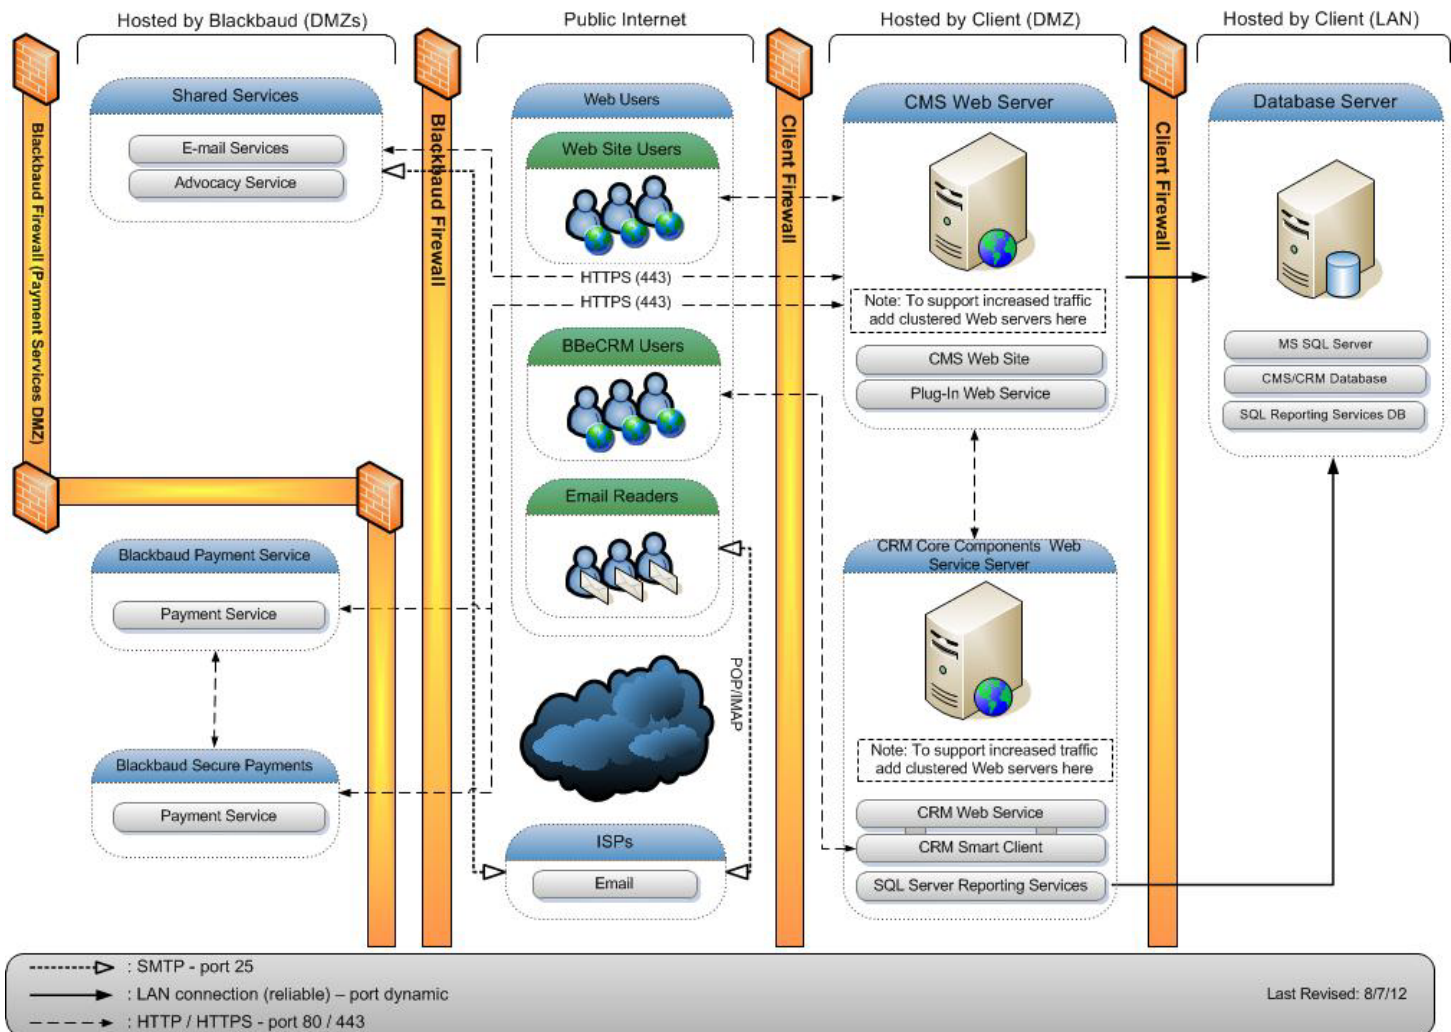 Hosted by Blackbaud (DMZs)
Public Internet
Hosted by Client (DMZ)
Hosted by Client (LAN)
Blackbaud Firewall (Payment Services DMZ)
Shared Services
E-mail Services
Advocacy Service
Blackbaud Payment Service
Payment Service
Blackbaud Secure Payments
Payment Service
Blackbaud Firewall
Web Users
Web Site Users
HTTPS (443)
HTTPS (443)
BBeCRM Users
Email Readers
POP/IMAP
ISPs
Email
Client Firewall
CMS Web Server
Note: To support increased traffic
add clustered Web servers here
CMS Web Site
Plug-In Web Service
CRM Core Components Web
Service Server
Note: To support increased traffic
add clustered Web servers here
CRM Web Service
CRM Smart Client
SQL Server Reporting Services
Client Firewall
Database Server
MS SQL Server
CMS/CRM Database
SQL Reporting Services DB
: SMTP - port 25
: LAN connection (reliable) – port dynamic
: HTTP / HTTPS - port 80 / 443
Last Revised: 8/7/12